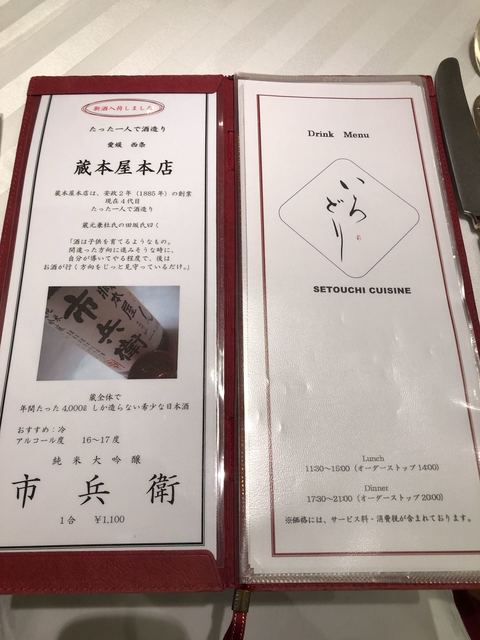 新酒入荷しました
たった一人で酒造り
愛媛　西条
蔵本屋本店
蔵本屋本店は、安政2年（1885年）の創業
現在4代目
たった一人で酒造り
蔵元兼杜氏の田坂氏曰く
「酒は子供を育てるようなもの。
間違った方向に進みそうな時に、
自分が導いてやる程度で、後は
お酒が行く方向をじっと見守っているだけ。」
蔵本屋し
市兵衛
蔵全体で
年間たった4,000ℓしか造らない希少な日本酒
おすすめ：冷
アルコール度　16～17度
純米大吟醸
市兵衛
1合　¥1,100
Drink Menu
いろどり
SETOUCHI CUISINE
Lunch
11:30～15:00（オーダーストップ 14:00）
Dinner
17:30～21:00（オーダーストップ 20:00）
※価格には、サービス料・消費税が含まれております。